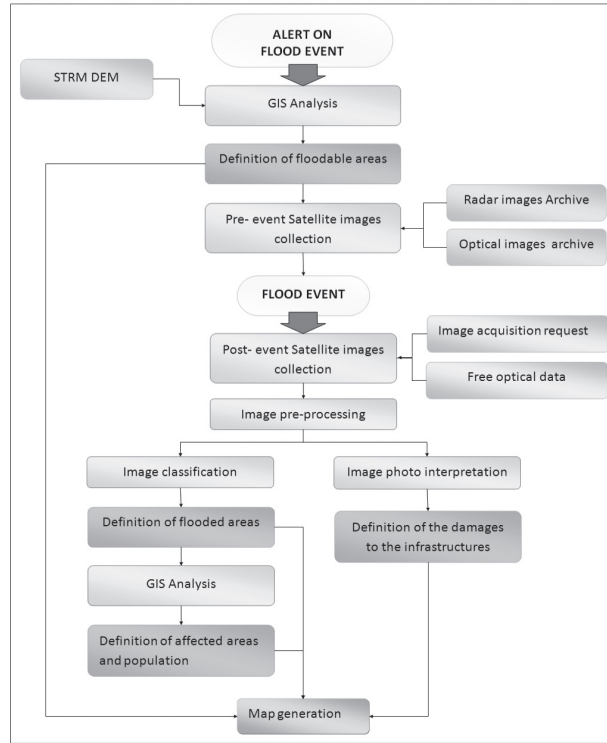 ALERT ON
FLOOD EVENT
STRM DEM
GIS Analysis
Definition of floodable areas
Pre- event Satellite images
collection
Radar images Archive
Optical images archive
FLOOD EVENT
Post- event Satellite images
collection
Image acquisition request
Free optical data
Image pre-processing
Image classification
Image photo interpretation
Definition of flooded areas
Definition of the damages
to the infrastructures
GIS Analysis
Definition of affected areas
and population
Map generation